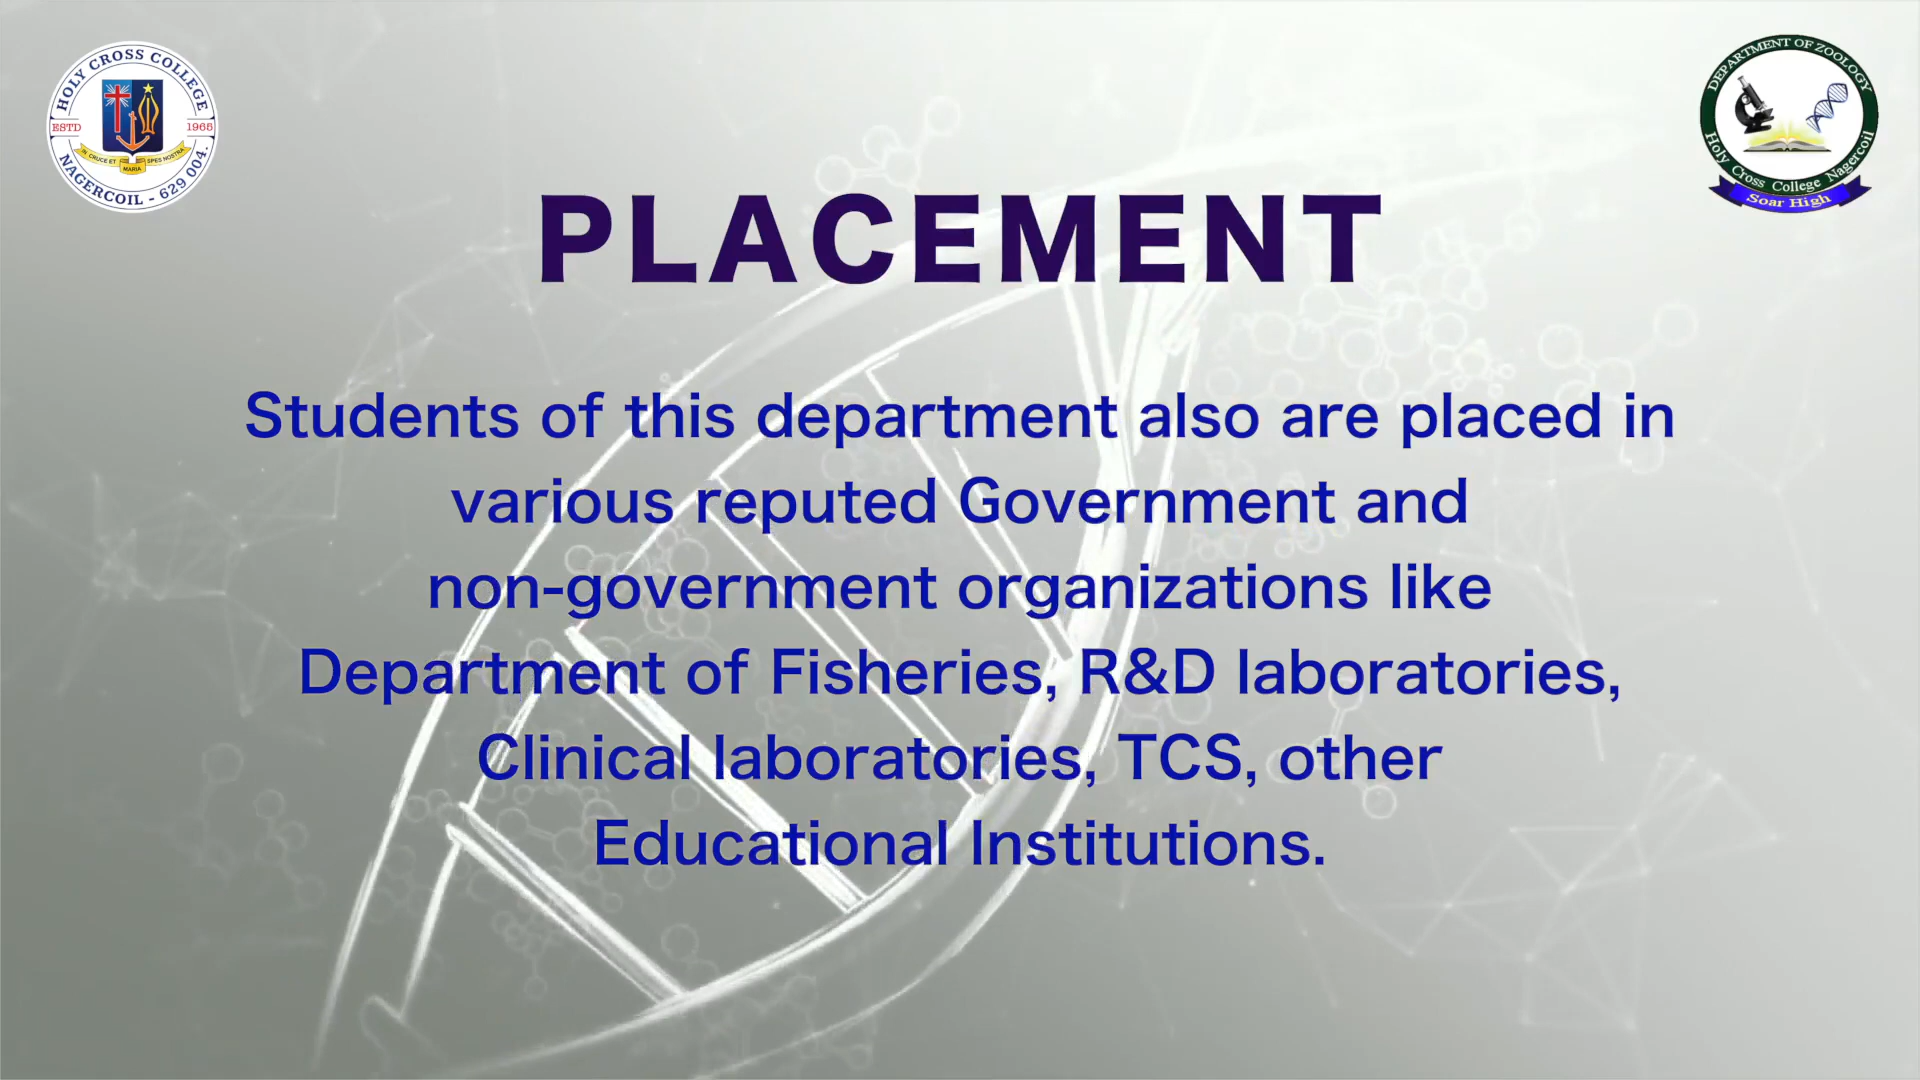 HOLY CROSS COLLEGE
ESTD 1965
IN CRUCE ET MARIA SPES NOSTRA
NAGERCOIL - 629 004.
DEPARTMENT OF ZOOLOGY
Holy Cross College Nagercoil
Soar High
PLACEMENT
Students of this department also are placed in
various reputed Government and
non-government organizations like
Department of Fisheries, R&D laboratories,
Clinical laboratories, TCS, other
Educational Institutions.